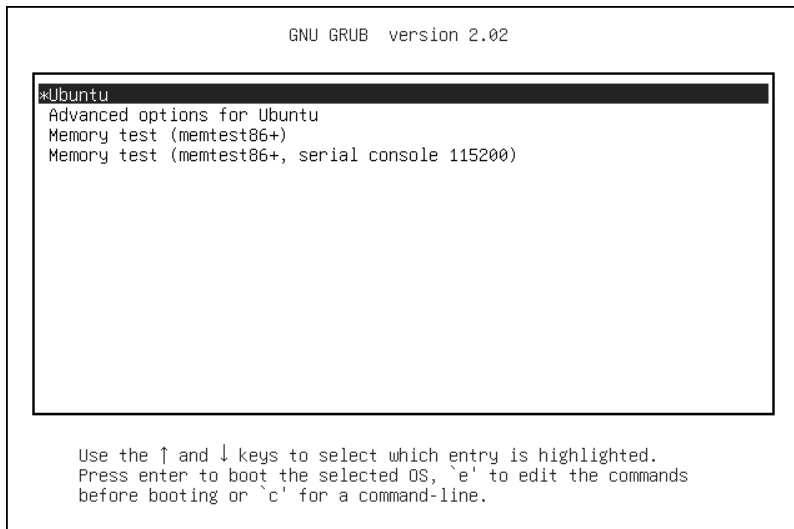 GNU GRUB  version 2.02
*Ubuntu
Advanced options for Ubuntu
Memory test (memtest86+)
Memory test (memtest86+, serial console 115200)
Use the ↑ and ↓ keys to select which entry is highlighted.
Press enter to boot the selected OS, `e' to edit the commands
before booting or `c' for a command-line.